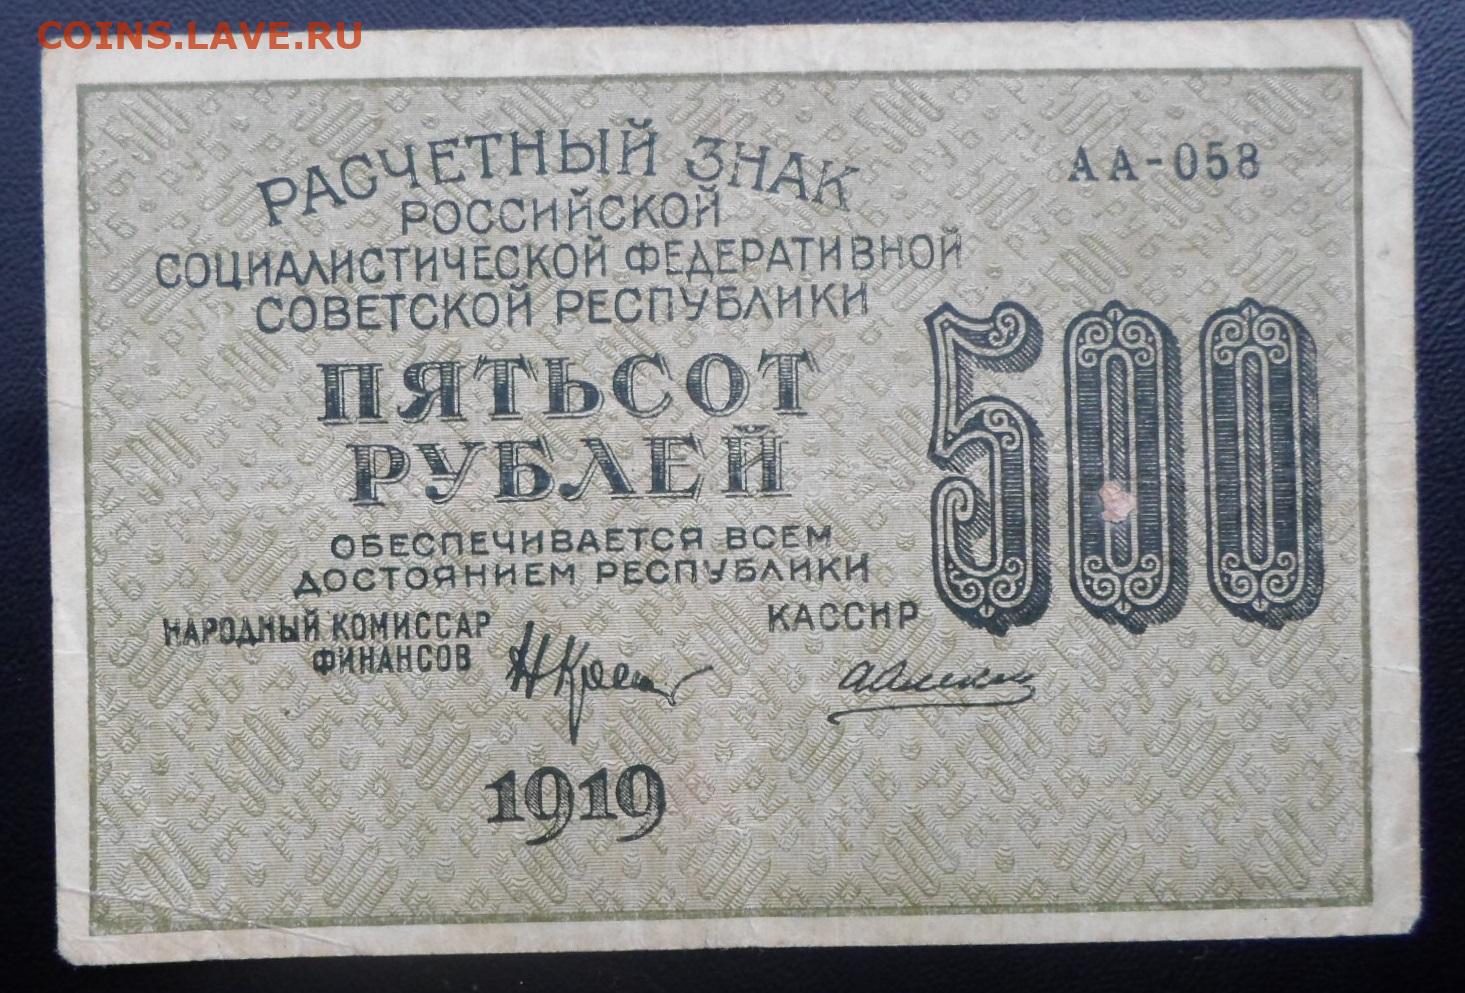 COINS.LAVE.RU
РАСЧЕТНЫЙ ЗНАК
АА-058
РОССИЙСКОЙ
СОЦИАЛИСТИЧЕСКОЙ ФЕДЕРАТИВНОЙ
СОВЕТСКОЙ РЕСПУБЛИКИ
ПЯТЬСОТ
РУБЛЕЙ
500
ОБЕСПЕЧИВАЕТСЯ ВСЕМ
ДОСТОЯНИЕМ РЕСПУБЛИКИ
НАРОДНЫЙ КОМИССАР
ФИНАНСОВ
КАССИР
1919